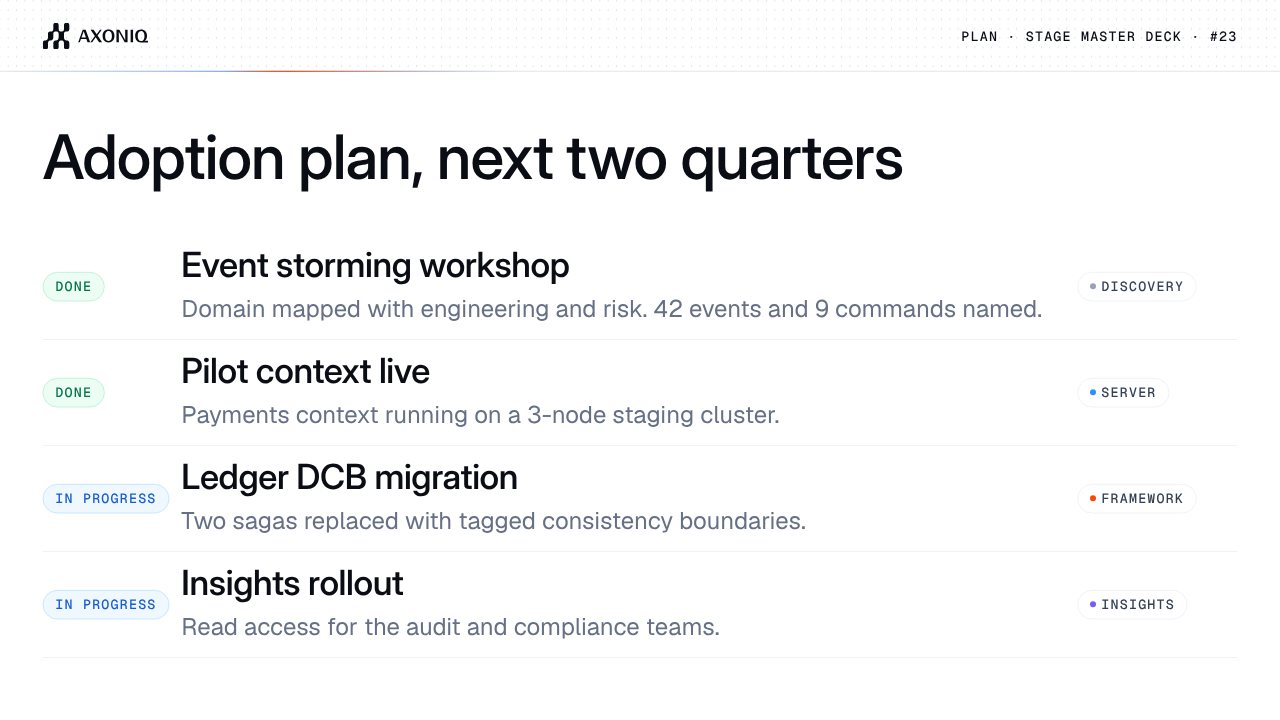 AXONIQ
PLAN · STAGE MASTER DECK · #23
Adoption plan, next two quarters
DONE
Event storming workshop
Domain mapped with engineering and risk. 42 events and 9 commands named.
DISCOVERY
DONE
Pilot context live
Payments context running on a 3-node staging cluster.
SERVER
IN PROGRESS
Ledger DCB migration
Two sagas replaced with tagged consistency boundaries.
FRAMEWORK
IN PROGRESS
Insights rollout
Read access for the audit and compliance teams.
INSIGHTS